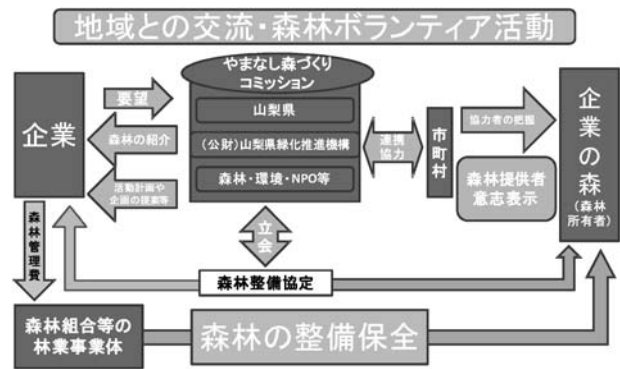 地域との交流・森林ボランティア活動
やまなし森づくり
コミッション
山梨県
(公財)山梨県緑化推進機構
森林・環境・NPO等
企業
要望
森林の紹介
活動計画や
企画の提案等
連携
協力
市町村
協力者の把握
森林提供者
意志表示
企業の森
(森林
所有者)
立会
森林管理費
森林整備協定
森林組合等の
林業事業体
森林の整備保全